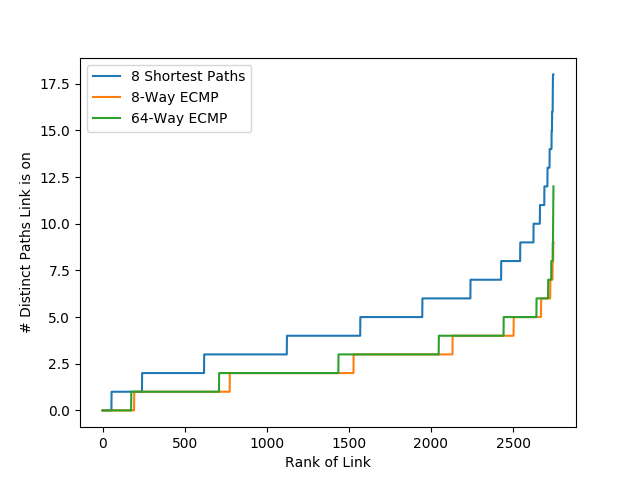 8 Shortest Paths
8-Way ECMP
64-Way ECMP
17.5
15.0
12.5
10.0
7.5
5.0
2.5
0.0
# Distinct Paths Link is on
0 500 1000 1500 2000 2500
Rank of Link